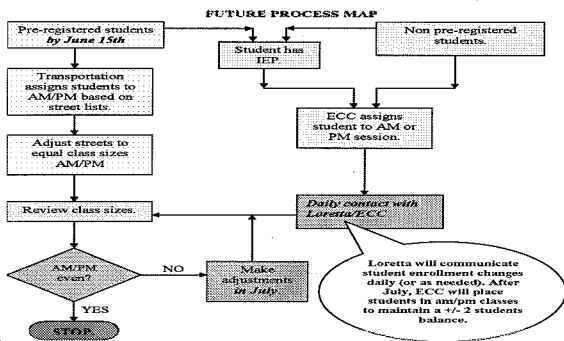 FUTURE PROCESS MAP
Pre-registered students
by June 15th
Non pre-registered
students.
Student has
IEP.
Transportation
assigns students to
AM/PM based on
street lists.
ECC assigns
student to AM or
PM session.
Adjust streets to
equal class sizes
AM/PM
Daily contact with
Loretta/ECC
Review class sizes.
AM/PM
even?
NO
Make
adjustments
in July.
YES
STOP.
Loretta will communicate
student enrollment changes
daily (or as needed). After
July, ECC will place
students in am/pm classes
to maintain a +/- 2 students
balance.